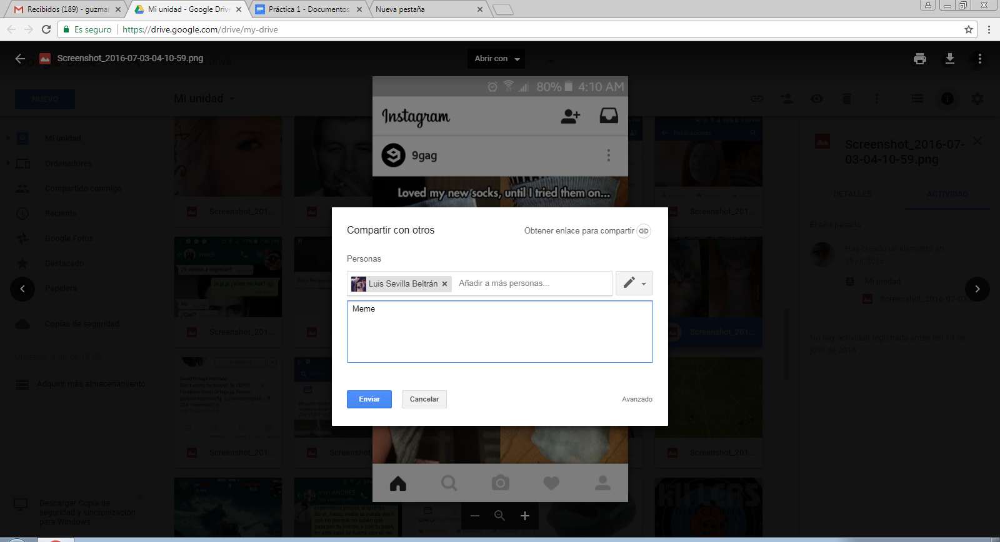 Recibidos (189) - guzmar
Mi unidad - Google Drive
Práctica 1 - Documentos
Nueva pestaña
Es seguro
https://drive.google.com/drive/my-drive
Screenshot_2016-07-03-04-10-59.png
Abrir con
80% 4:10 AM
NUEVO
Mi unidad
Instagram
9gag
Loved my new socks, until I tried them on...
Publicaciones
Mi unidad
Ordenadores
Compartido conmigo
Reciente
Google Fotos
Destacado
Papelera
Copias de seguridad
Adquirir más almacenamiento
Descargar Copia de
seguridad y sincronización
para Windows
Screenshot_201...
Screenshot_201...
¿Y vamos a regresar?
No
Screenshot_201...
Screenshot_201...
Screenshot_201...
Screenshot_201...
Compartir con otros
Obtener enlace para compartir
Personas
Luis Sevilla Beltrán
Añadir a más personas...
Meme
Enviar
Cancelar
Avanzado
Screenshot_2016-07-
03-04-10-59.png
DETALLES
ACTIVIDAD
El año pasado
Has creado un elemento en
19 jul. 2016
Mi unidad
Screenshot_2016-07-03...
No hay actividad registrada antes del 19 de
julio de 2016
KILLERS